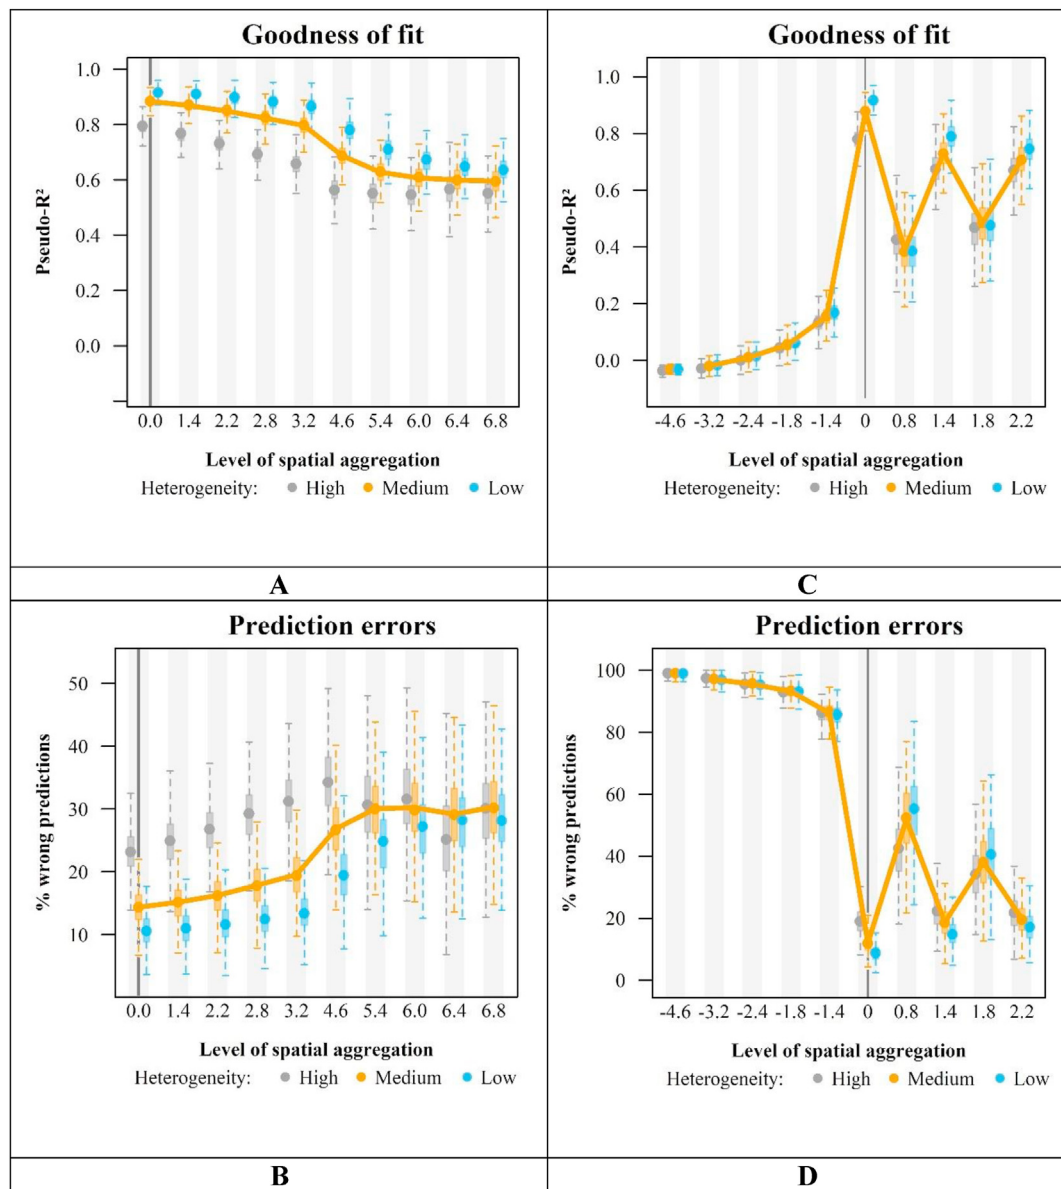 Goodness of fit
1.0
0.8
0.6
0.4
0.2
0.0
Pseudo-R²
0.0 1.4 2.2 2.8 3.2 4.6 5.4 6.0 6.4 6.8
Level of spatial aggregation
Heterogeneity: High Medium Low
A
Goodness of fit
1.0
0.8
0.6
0.4
0.2
0.0
Pseudo-R²
-4.6 -3.2 -2.4 -1.8 -1.4 0 0.8 1.4 1.8 2.2
Level of spatial aggregation
Heterogeneity: High Medium Low
C
Prediction errors
50
40
30
20
10
% wrong predictions
0.0 1.4 2.2 2.8 3.2 4.6 5.4 6.0 6.4 6.8
Level of spatial aggregation
Heterogeneity: High Medium Low
B
Prediction errors
100
80
60
40
20
0
% wrong predictions
-4.6 -3.2 -2.4 -1.8 -1.4 0 0.8 1.4 1.8 2.2
Level of spatial aggregation
Heterogeneity: High Medium Low
D